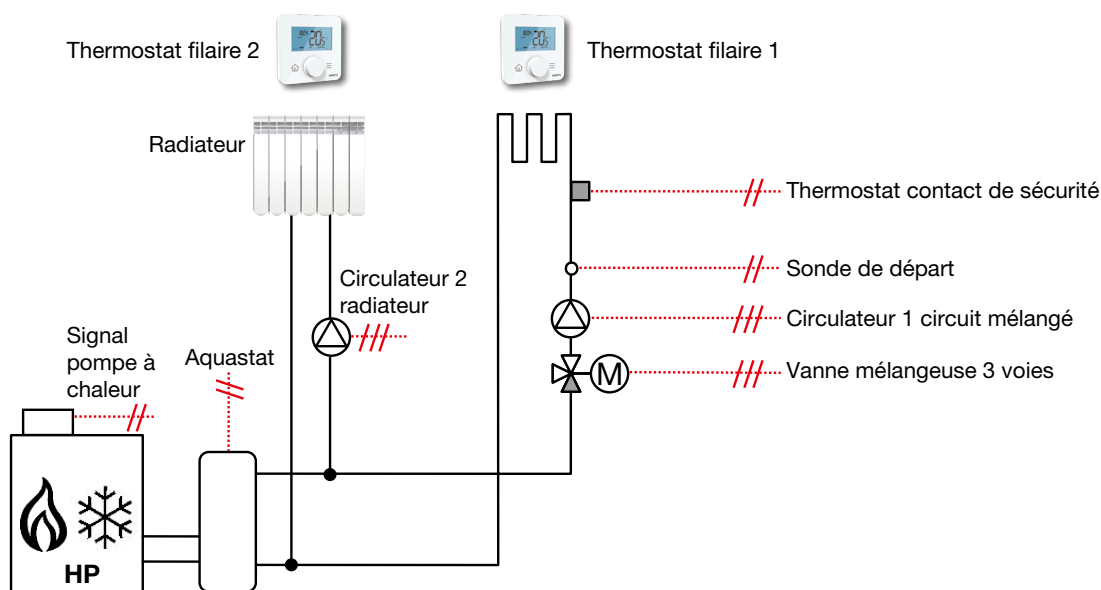 Thermostat filaire 2
Thermostat filaire 1
Radiateur
Thermostat contact de sécurité
Sonde de départ
Circulateur 2
radiateur
Circulateur 1 circuit mélangé
Signal
pompe à
chaleur
Aquastat
Vanne mélangeuse 3 voies
M
HP